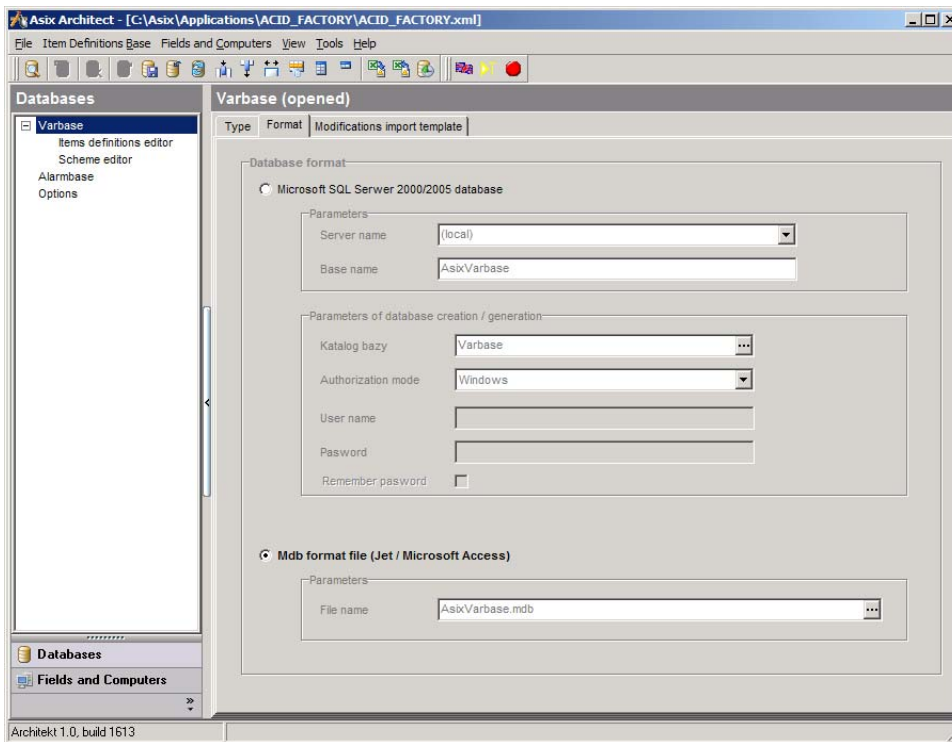 Asix Architect - [C:\Asix\Applications\ACID_FACTORY\ACID_FACTORY.xml]
File Item Definitions Base Fields and Computers View Tools Help
Databases
Varbase
Items definitions editor
Scheme editor
Alarmbase
Options
Databases
Fields and Computers
Varbase (opened)
Type Format Modifications import template
Database format
Microsoft SQL Serwer 2000/2005 database
Parameters
Server name (local)
Base name AsixVarbase
Parameters of database creation / generation
Katalog bazy Varbase ...
Authorization mode Windows
User name
Pasword
Remember pasword
Mdb format file (Jet / Microsoft Access)
Parameters
File name AsixVarbase.mdb ...
Architekt 1.0, build 1613